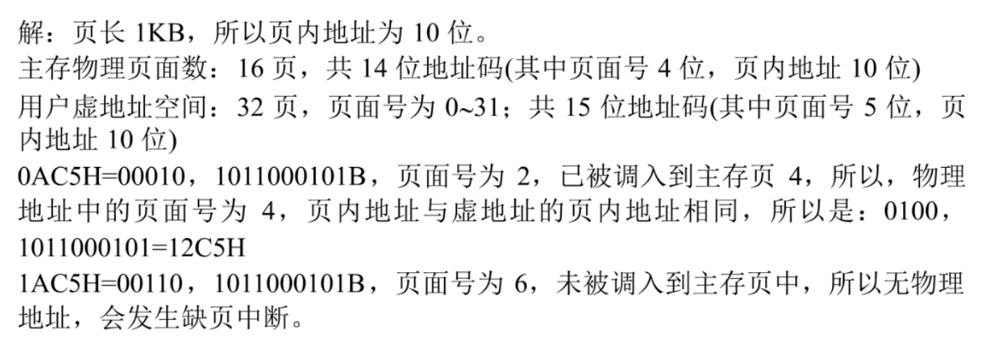 解：页长 1KB，所以页内地址为 10 位。
主存物理页面数：16 页，共 14 位地址码(其中页面号 4 位，页内地址 10 位)
用户虚地址空间：32 页，页面号为 0~31；共 15 位地址码(其中页面号 5 位，页
内地址 10 位)
0AC5H=00010，1011000101B，页面号为 2，已被调入到主存页 4，所以，物理
地址中的页面号为 4，页内地址与虚地址的页内地址相同，所以是：0100，
1011000101=12C5H
1AC5H=00110，1011000101B，页面号为 6，未被调入到主存页中，所以无物理
地址，会发生缺页中断。